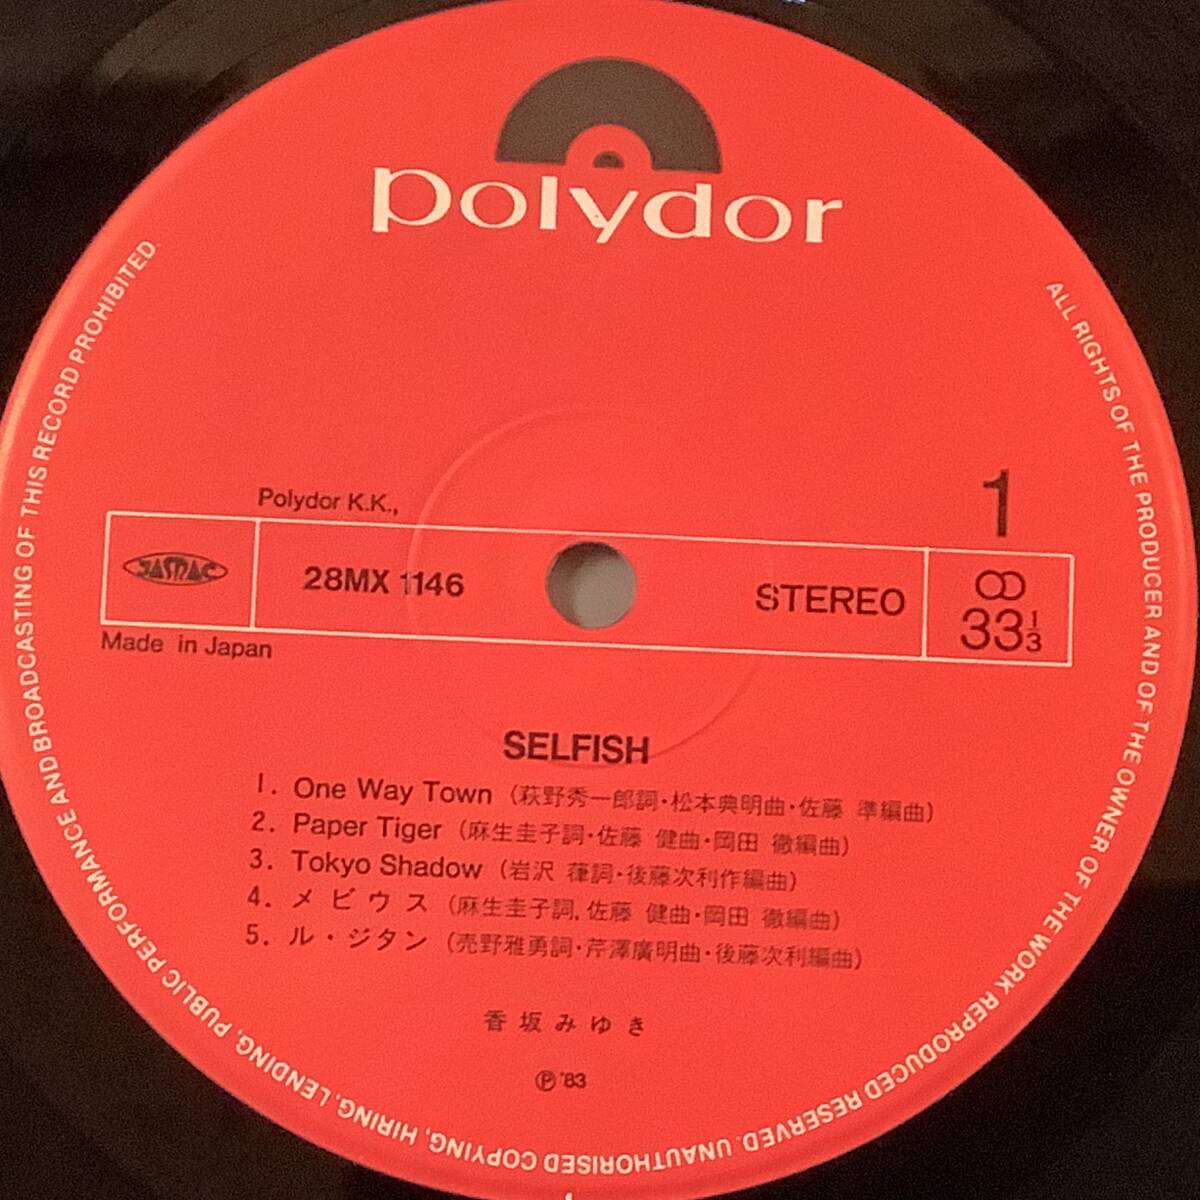 polydor
1
Polydor K.K.,
JASRAC
28MX 1146
STEREO
33 1/3
Made in Japan
SELFISH
1. One Way Town (萩野秀一郎詞・松本典明曲・佐藤 準編曲)
2. Paper Tiger (麻生圭子詞・佐藤 健曲・岡田 徹編曲)
3. Tokyo Shadow (岩沢 葎詞・後藤次利作編曲)
4. メビウス (麻生圭子詞,佐藤 健曲・岡田 徹編曲)
5. ル・ジタン (売野雅勇詞・芹澤廣明曲・後藤次利編曲)
香坂みゆき
Ⓟ '83
ALL RIGHTS OF THE PRODUCER AND OF THE OWNER OF THE WORK REPRODUCED RESERVED. UNAUTHORISED COPYING, HIRING, LENDING, PUBLIC PERFORMANCE AND BROADCASTING OF THIS RECORD PROHIBITED.